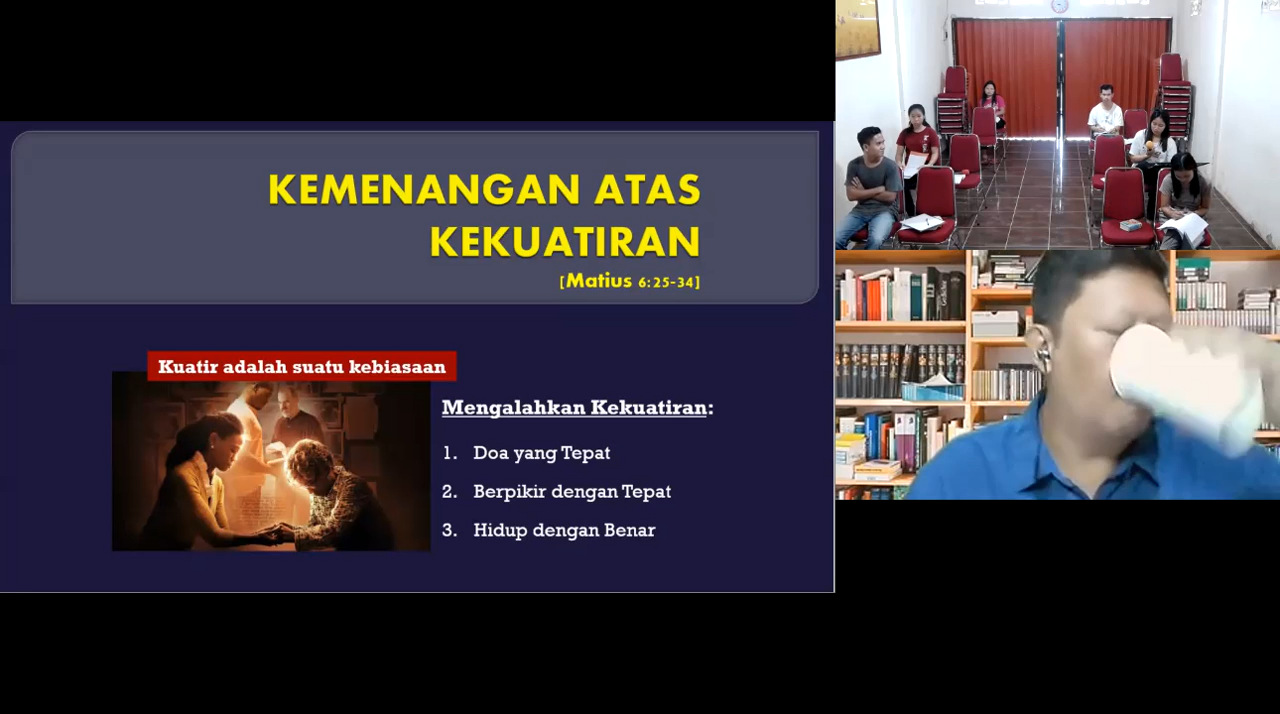 KEMENANGAN ATAS
KEKUATIRAN
[Matius 6:25-34]
Kuatir adalah suatu kebiasaan
Mengalahkan Kekuatiran:
1. Doa yang Tepat
2. Berpikir dengan Tepat
3. Hidup dengan Benar